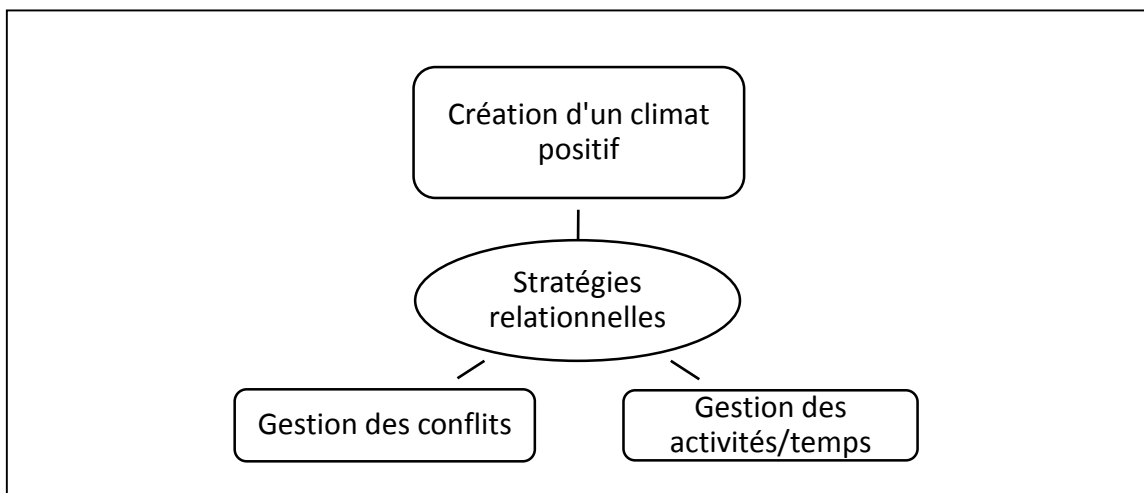 Création d'un climat
positif
Stratégies
relationnelles
Gestion des conflits
Gestion des
activités/temps